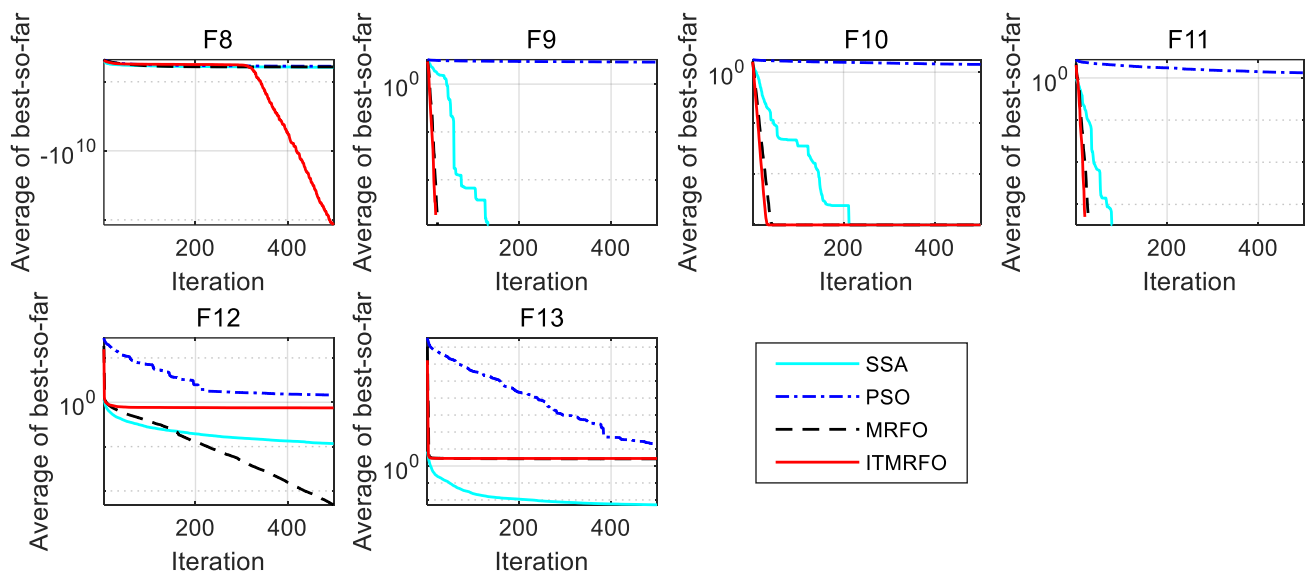 F8
Average of best-so-far
-10^10
200 400
Iteration
F9
Average of best-so-far
10^0
200 400
Iteration
F10
Average of best-so-far
10^0
200 400
Iteration
F11
Average of best-so-far
10^0
200 400
Iteration
F12
Average of best-so-far
10^0
200 400
Iteration
F13
Average of best-so-far
10^0
200 400
Iteration
SSA
PSO
MRFO
ITMRFO